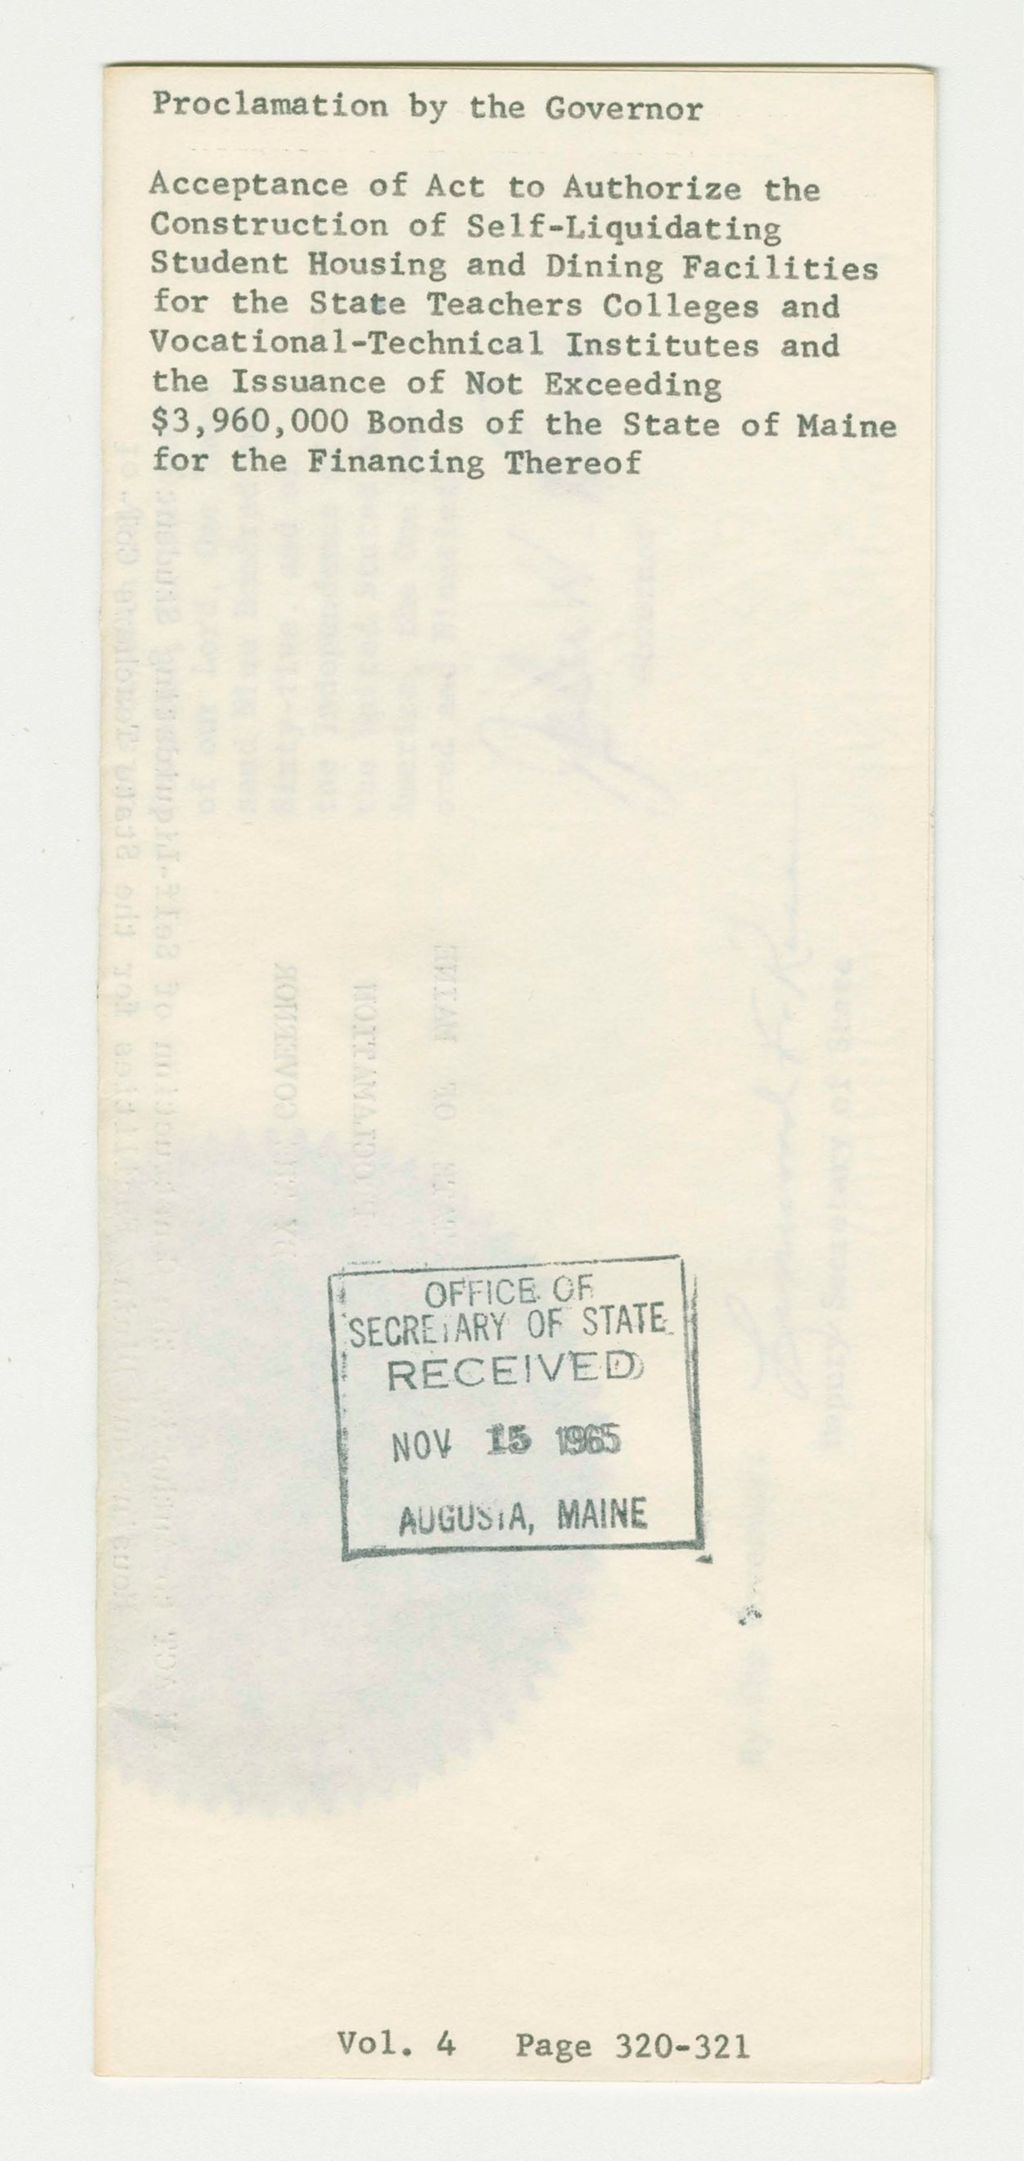 Proclamation by the Governor
Acceptance of Act to Authorize the
Construction of Self-Liquidating
Student Housing and Dining Facilities
for the State Teachers Colleges and
Vocational-Technical Institutes and
the Issuance of Not Exceeding
$3,960,000 Bonds of the State of Maine
for the Financing Thereof
OFFICE OF
SECRETARY OF STATE
RECEIVED
NOV 15 1965
AUGUSTA, MAINE
Vol. 4 Page 320-321